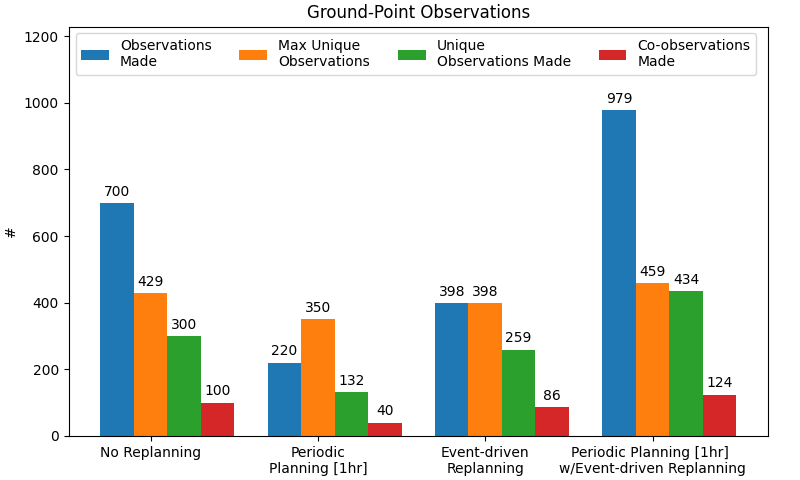 Ground-Point Observations
1200
1000
800
600
400
200
0
#
Observations
Made
Max Unique
Observations
Unique
Observations Made
Co-observations
Made
700
429
300
100
220
350
132
40
398
398
259
86
979
459
434
124
No Replanning
Periodic
Planning [1hr]
Event-driven
Replanning
Periodic Planning [1hr]
w/Event-driven Replanning